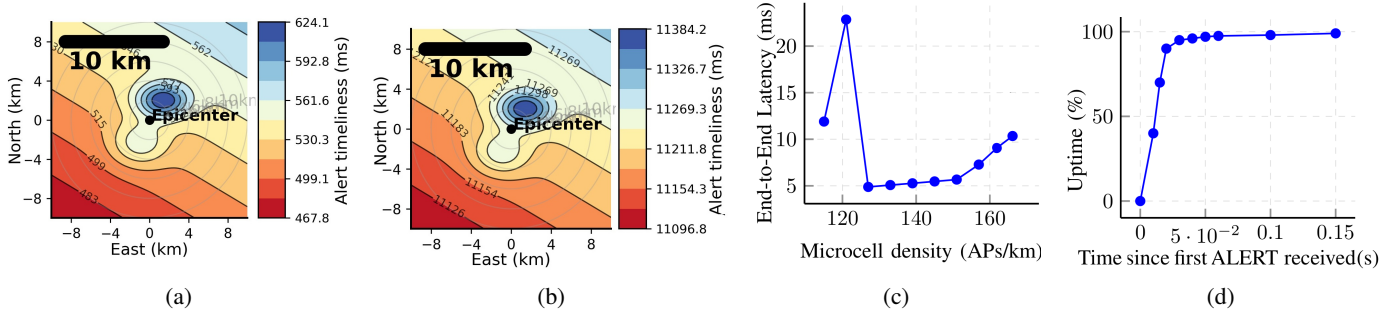 8
4
0
−4
−8
North (km)
−8 −4 0 4 8
East (km)
10 km
Epicenter
562
593
515
499
483
624.1
592.8
561.6
530.3
499.1
467.8
Alert timeliness (ms)
(a)
8
4
0
−4
−8
North (km)
−8 −4 0 4 8
East (km)
10 km
Epicenter
11269
11269
11298
11183
11154
11126
11384.2
11326.7
11269.3
11211.8
11154.3
11096.8
Alert timeliness (ms)
(b)
End-to-End Latency (ms)
20
15
10
5
120 140 160
Microcell density (APs/km)
(c)
Uptime (%)
100
50
0
0 5 · 10⁻² 0.1 0.15
Time since first ALERT received(s)
(d)